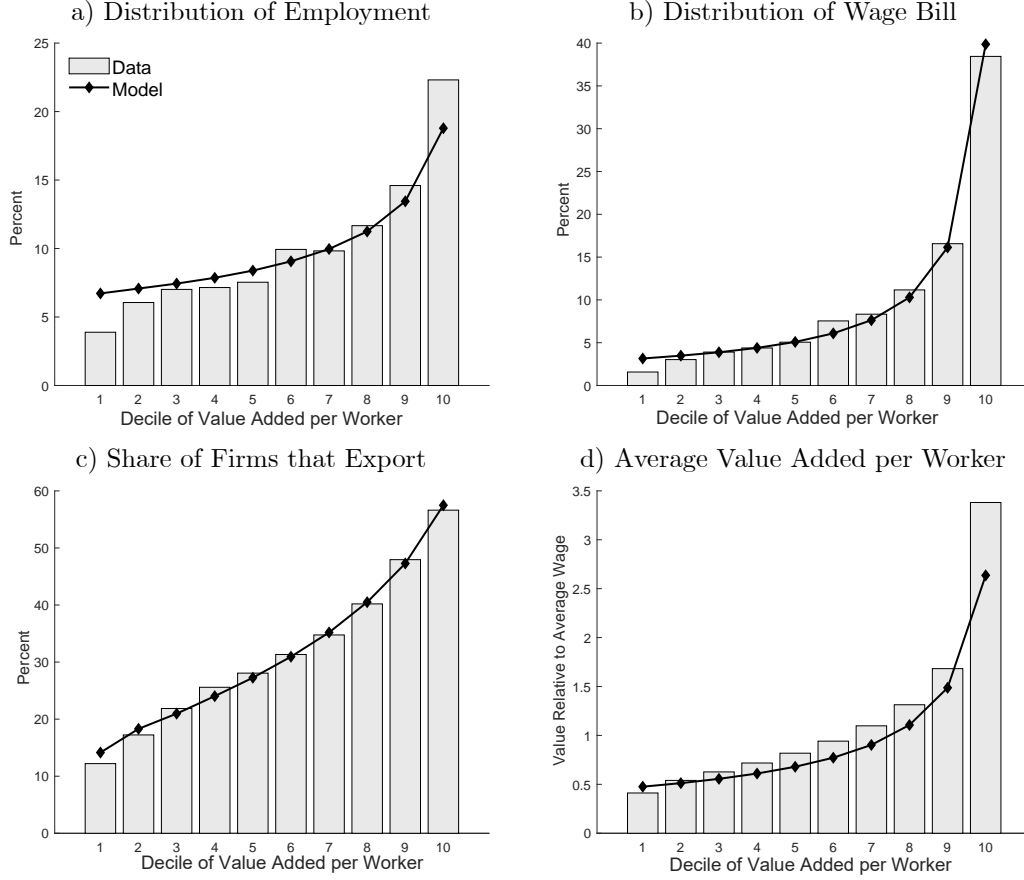 a) Distribution of Employment
25
20
15
10
5
0
Percent
Data
Model
1 2 3 4 5 6 7 8 9 10
Decile of Value Added per Worker
b) Distribution of Wage Bill
40
35
30
25
20
15
10
5
0
Percent
1 2 3 4 5 6 7 8 9 10
Decile of Value Added per Worker
c) Share of Firms that Export
60
50
40
30
20
10
0
Percent
1 2 3 4 5 6 7 8 9 10
Decile of Value Added per Worker
d) Average Value Added per Worker
3.5
3
2.5
2
1.5
1
0.5
0
Value Relative to Average Wage
1 2 3 4 5 6 7 8 9 10
Decile of Value Added per Worker